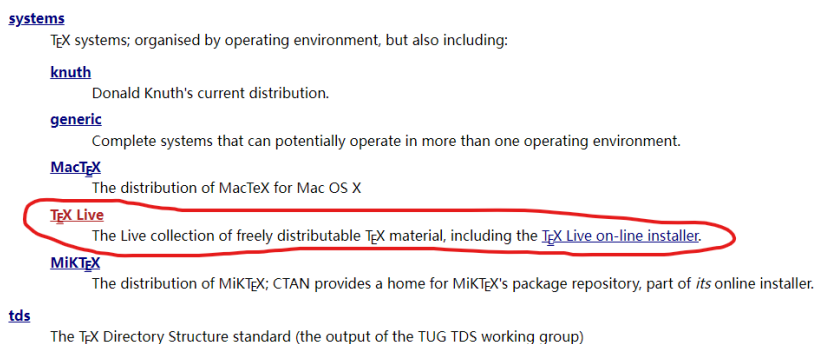 systems
TEX systems; organised by operating environment, but also including:
knuth
Donald Knuth's current distribution.
generic
Complete systems that can potentially operate in more than one operating environment.
MacTEX
The distribution of MacTeX for Mac OS X
TEX Live
The Live collection of freely distributable TEX material, including the TEX Live on-line installer.
MiKTEX
The distribution of MiKTEX; CTAN provides a home for MiKTEX's package repository, part of its online installer.
tds
The TEX Directory Structure standard (the output of the TUG TDS working group)